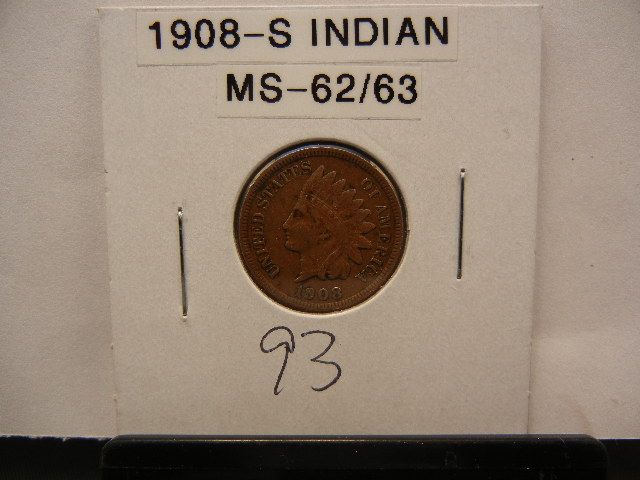 1908-S INDIAN
MS-62/63
UNITED STATES OF AMERICA
1908
93